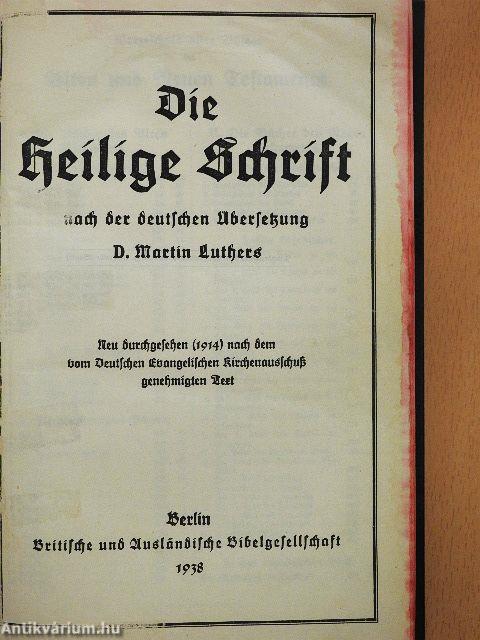 Die
Heilige Schrift
nach der deutschen Übersetzung
D. Martin Luthers
Neu durchgesehen (1914) nach dem
vom Deutschen Evangelischen Kirchenausschuß
genehmigten Text
Berlin
Britische und Ausländische Bibelgesellschaft
1938
Antikvárium.hu